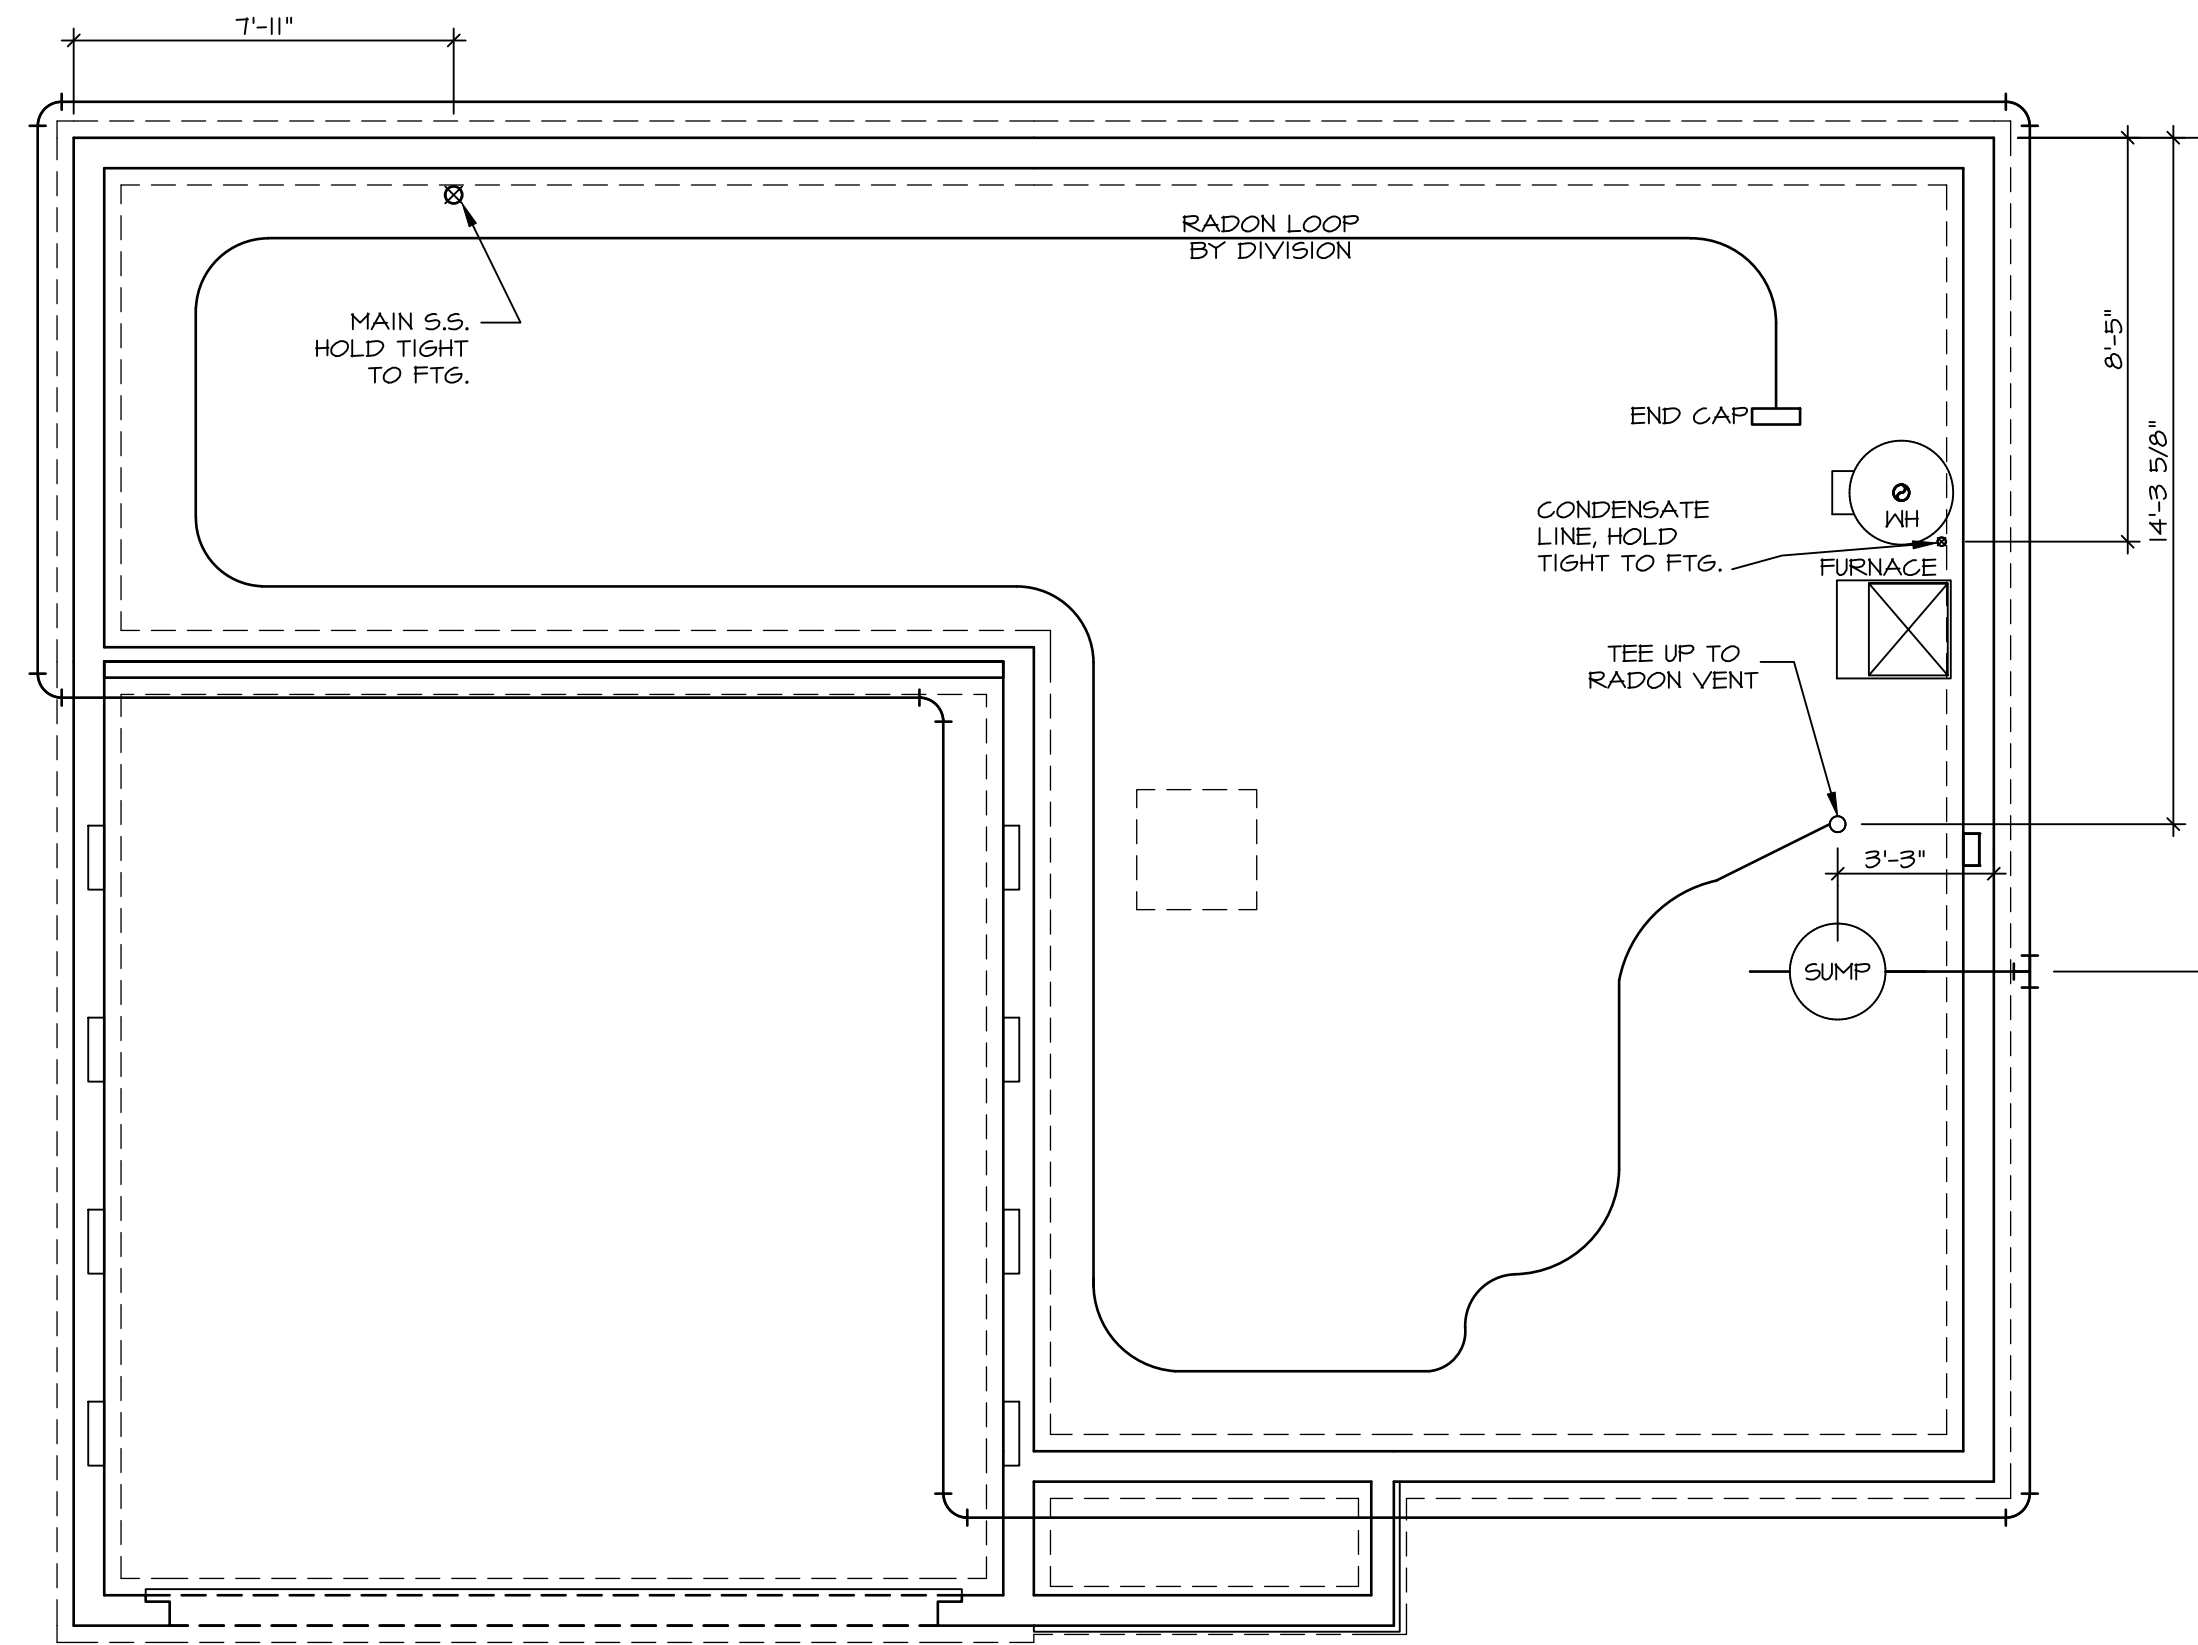 7'-11"
RADON LOOP
BY DIVISION
MAIN S.S.
HOLD TIGHT
TO FTG.
8'-5"
END CAP
14'-3 5/8"
CONDENSATE
LINE, HOLD
TIGHT TO FTG.
WH
FURNACE
TEE UP TO
RADON VENT
3'-3"
SUMP